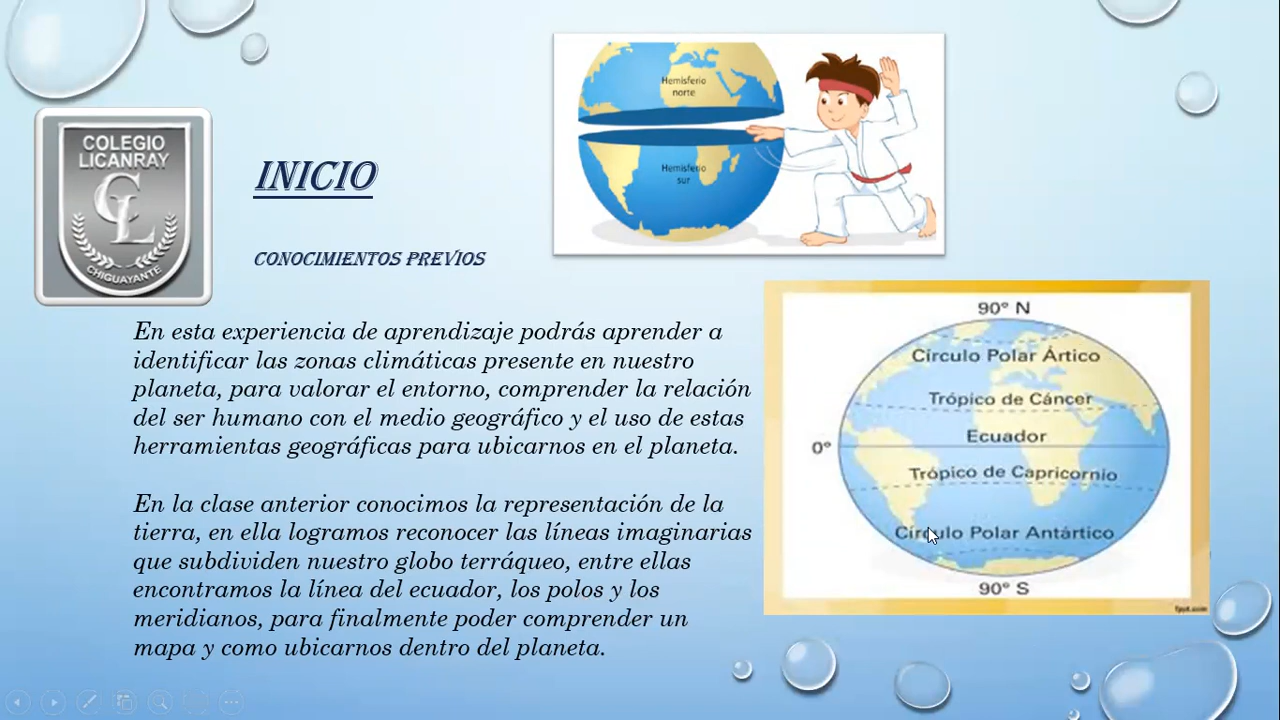 COLEGIO
LICANRAY
CL
CHIGUAYANTE
INICIO
CONOCIMIENTOS PREVIOS
Hemisferio
norte
Hemisferio
sur
En esta experiencia de aprendizaje podrás aprender a
identificar las zonas climáticas presente en nuestro
planeta, para valorar el entorno, comprender la relación
del ser humano con el medio geográfico y el uso de estas
herramientas geográficas para ubicarnos en el planeta.
En la clase anterior conocimos la representación de la
tierra, en ella logramos reconocer las líneas imaginarias
que subdividen nuestro globo terráqueo, entre ellas
encontramos la línea del ecuador, los polos y los
meridianos, para finalmente poder comprender un
mapa y como ubicarnos dentro del planeta.
90° N
Círculo Polar Ártico
Trópico de Cáncer
Ecuador
0°
Trópico de Capricornio
Círculo Polar Antártico
90° S
fppt.com